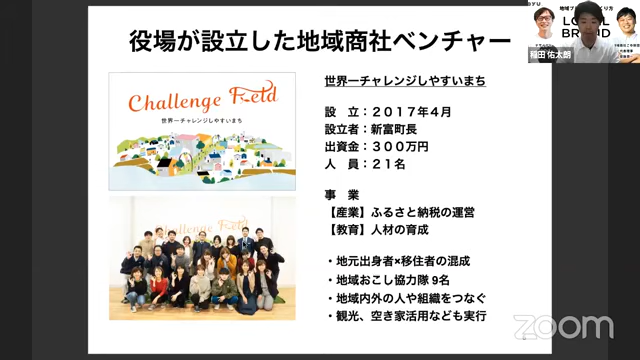 役場が設立した地域商社ベンチャー
Challenge Field
世界一チャレンジしやすいまち
世界一チャレンジしやすいまち
設　立：２０１７年４月
設立者：新富町長
出資金：３００万円
人　員：２１名
事　業
【産業】ふるさと納税の運営
【教育】人材の育成
・地元出身者×移住者の混成
・地域おこし協力隊 9名
・地域内外の人や組織をつなぐ
・観光、空き家活用なども実行
Challenge Field
稲田 佑太朗
zoom